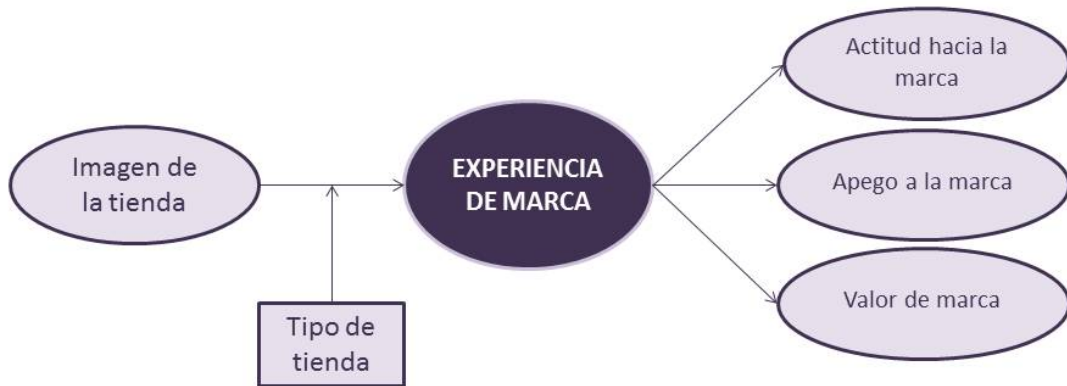 Actitud hacia la
marca
Imagen de
la tienda
EXPERIENCIA
DE MARCA
Apego a la marca
Tipo de
tienda
Valor de marca